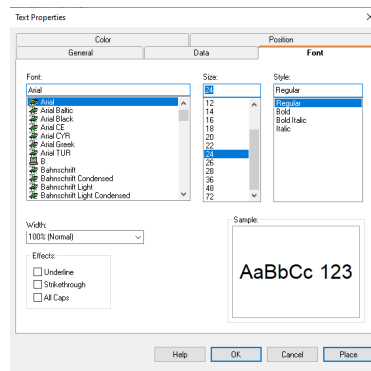 Text Properties
Color
Position
General
Data
Font
Font:
Size:
Style:
Arial
24
Regular
Arial
Arial Baltic
Arial Black
Arial CE
Arial CYR
Arial Greek
Arial TUR
B
Bahnschrift
Bahnschrift Condensed
Bahnschrift Light
Bahnschrift Light Condensed
12
14
16
18
20
22
24
26
28
36
48
72
Regular
Bold
Bold Italic
Italic
Width:
100% (Normal)
Effects:
Underline
Strikethrough
All Caps
Sample:
AaBbCc 123
Help
OK
Cancel
Place